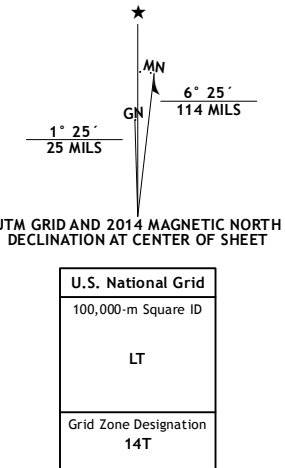 ★
MN
GN
6° 25´
114 MILS
1° 25´
25 MILS
UTM GRID AND 2014 MAGNETIC NORTH
DECLINATION AT CENTER OF SHEET
U.S. National Grid
100,000-m Square ID
LT
Grid Zone Designation
14T